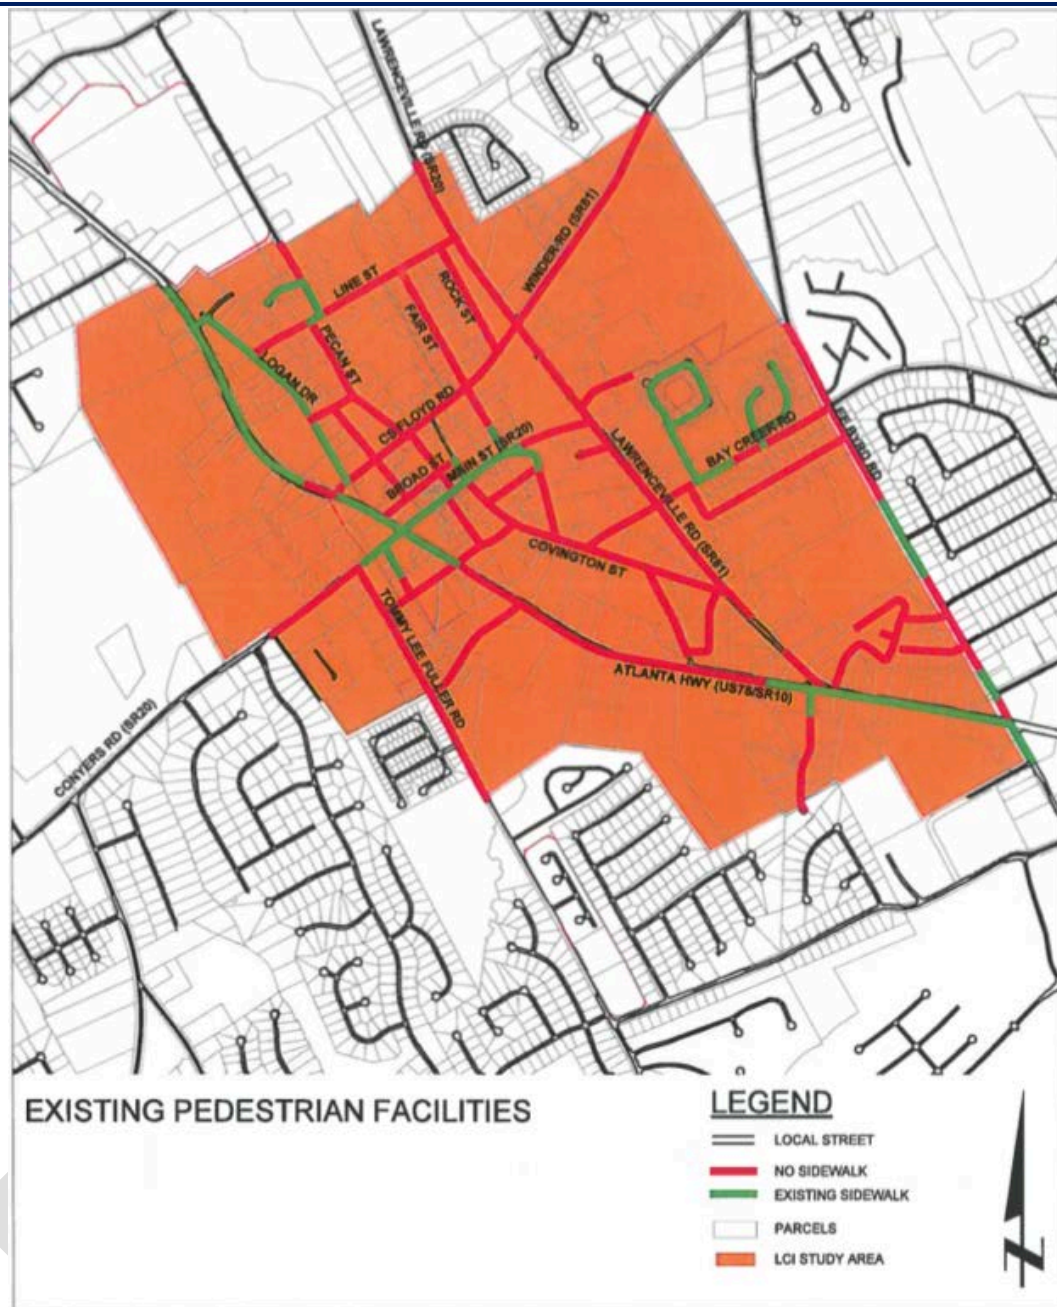 LAWRENCEVILLE RD (SR20)
WINDER RD (SR81)
LINE ST
ROCK ST
FAIR ST
PECAN ST
LOGAN DR
CS FLOYD RD
BROAD ST
MAIN ST (SR20)
LAWRENCEVILLE RD (SR81)
BAY CREEK RD
COVINGTON ST
TOMMY LEE FULLER RD
ATLANTA HWY (US78/SR10)
CONYERS RD (SR20)
EXISTING PEDESTRIAN FACILITIES
LEGEND
LOCAL STREET
NO SIDEWALK
EXISTING SIDEWALK
PARCELS
LCI STUDY AREA